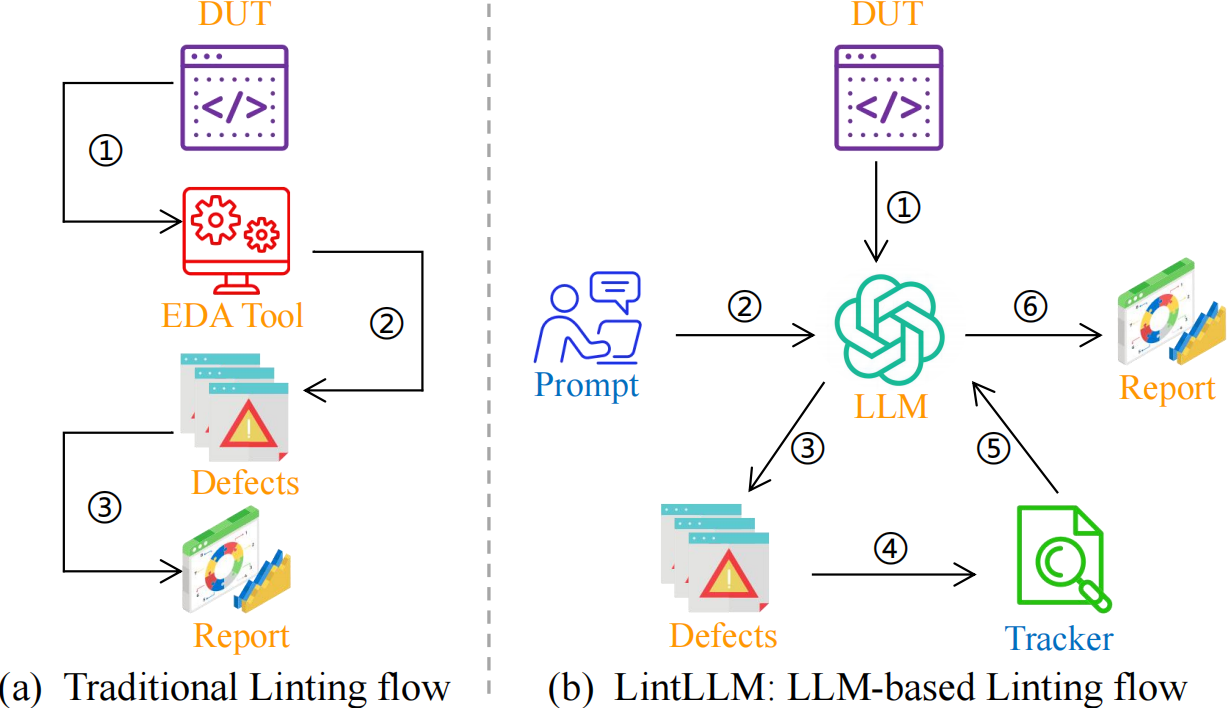 DUT
</>
①
EDA Tool
②
Defects
③
Report
(a) Traditional Linting flow
DUT
</>
①
Prompt
②
LLM
⑥
Report
③
⑤
Defects
④
Tracker
(b) LintLLM: LLM-based Linting flow